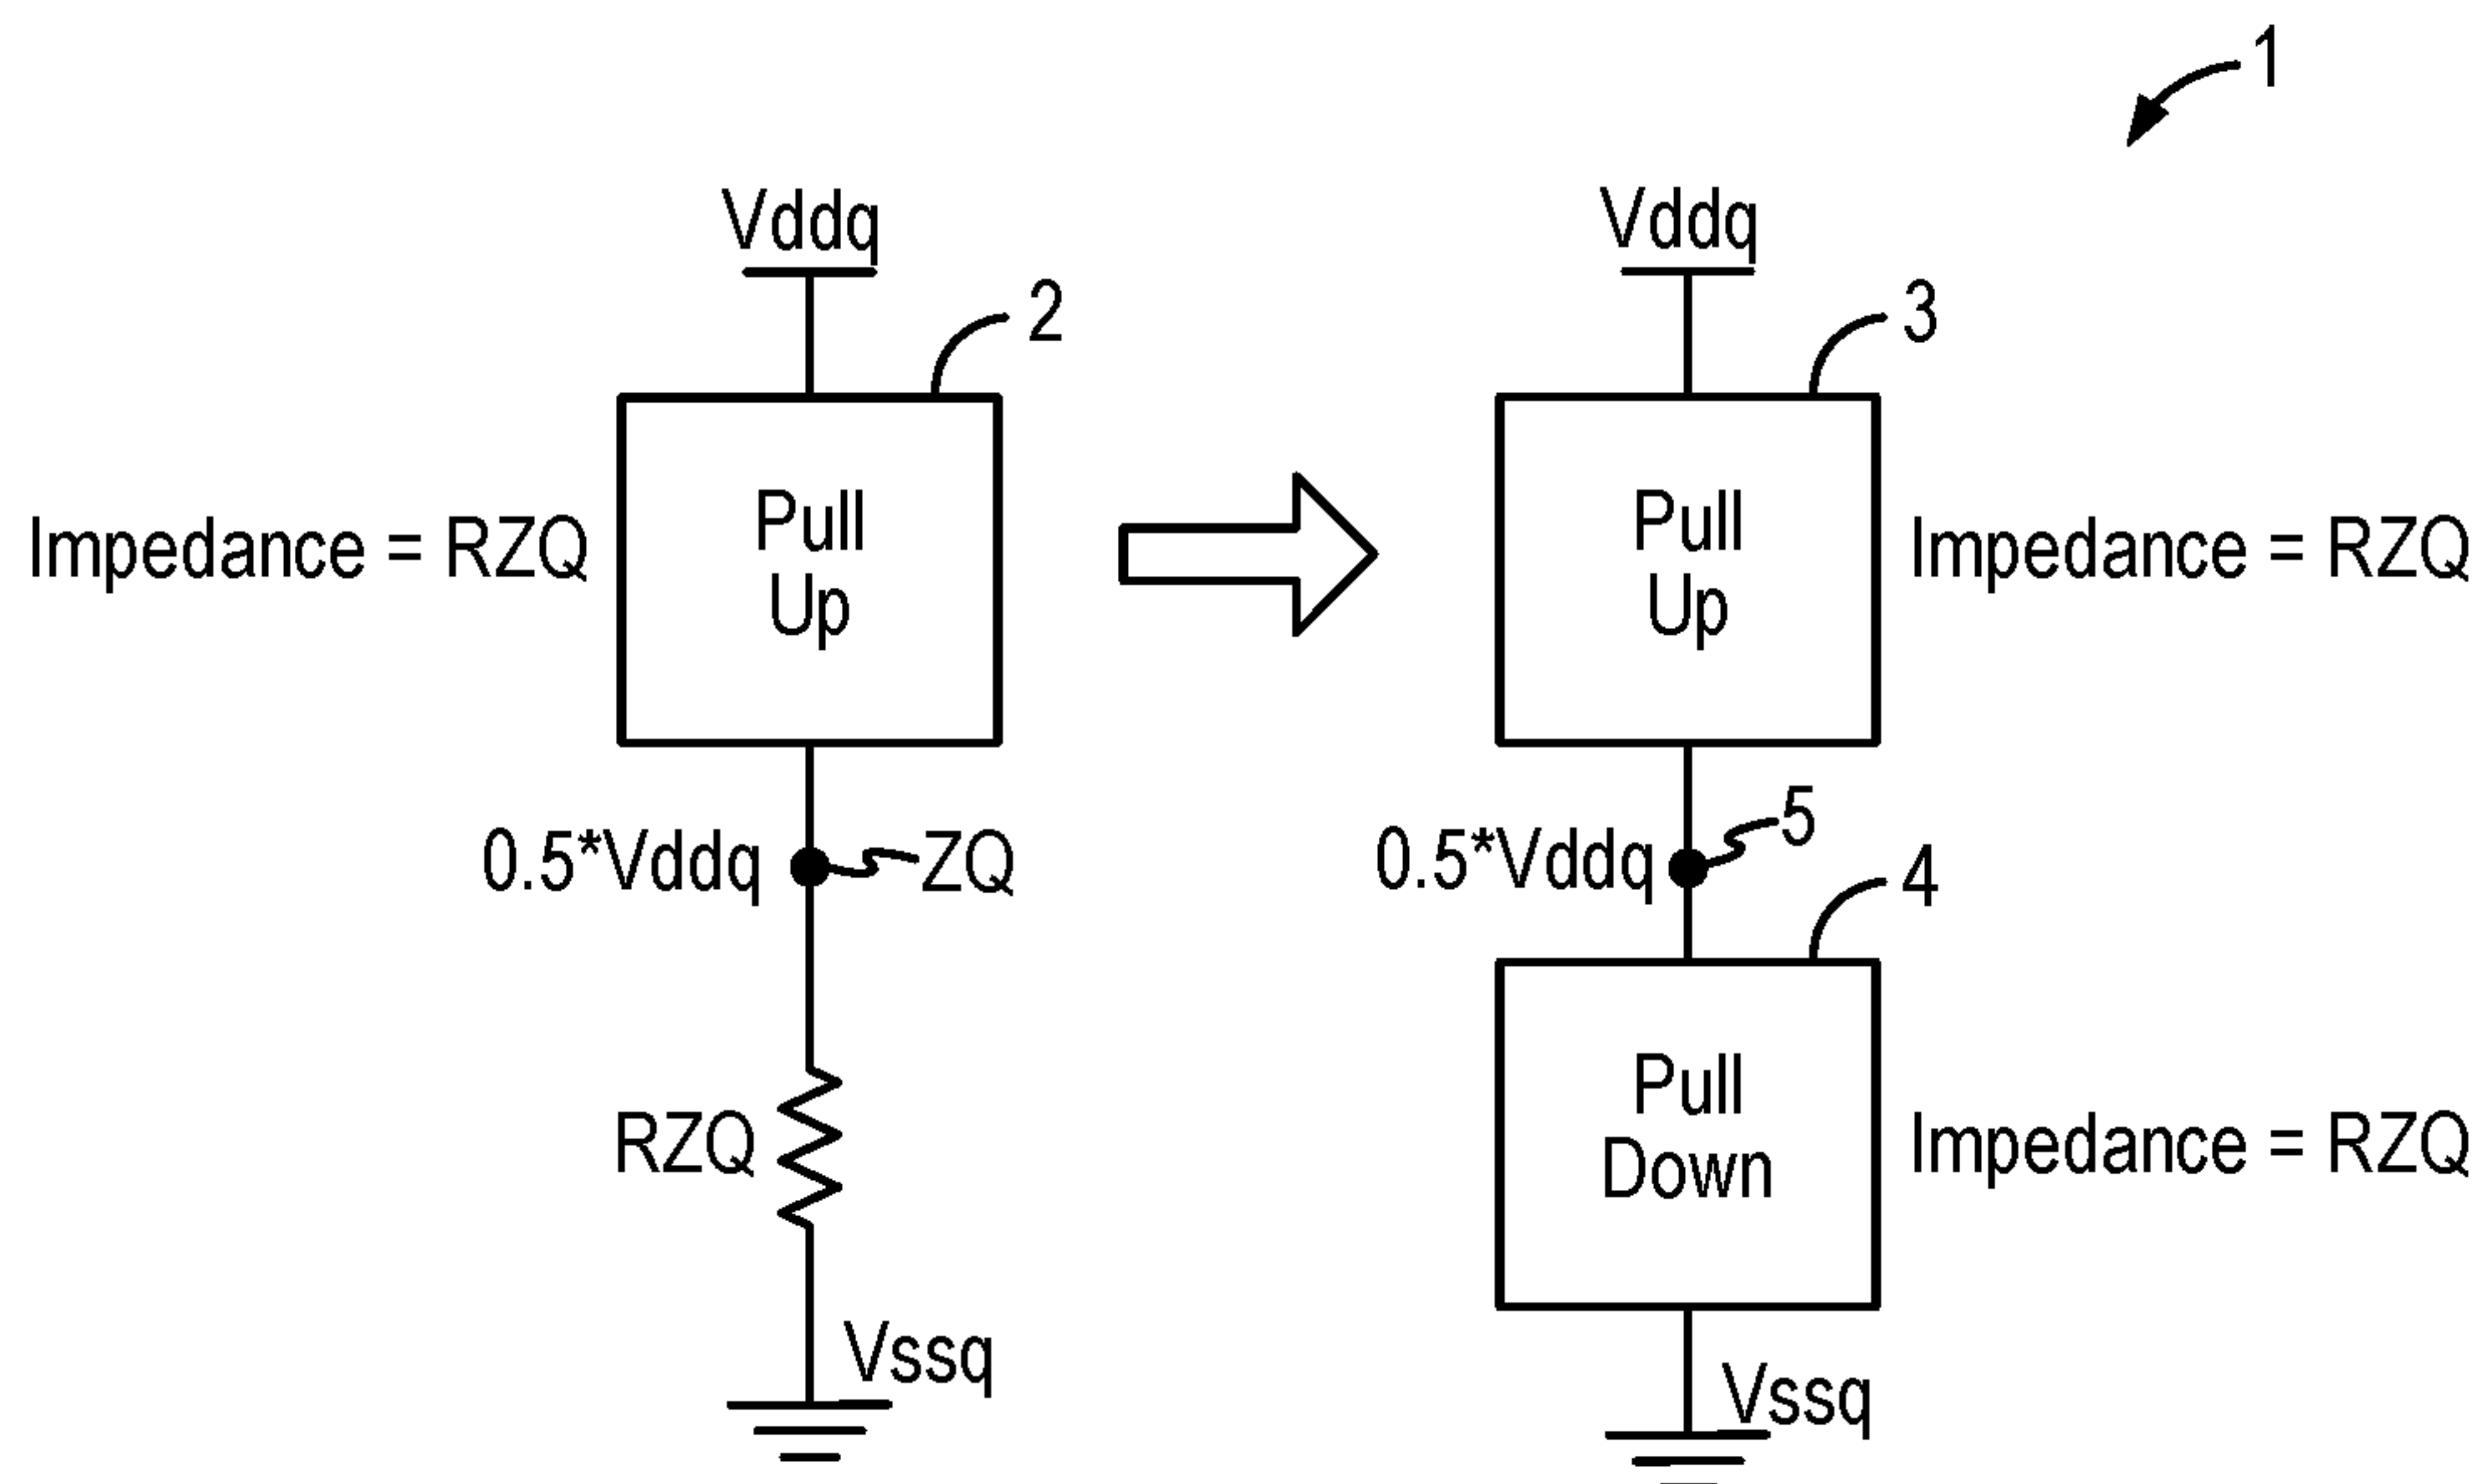 1
Vddq
2
Impedance = RZQ
Pull
Up
0.5*Vddq
ZQ
RZQ
Vssq
Vddq
3
Pull
Up
Impedance = RZQ
0.5*Vddq
5
4
Pull
Down
Impedance = RZQ
Vssq